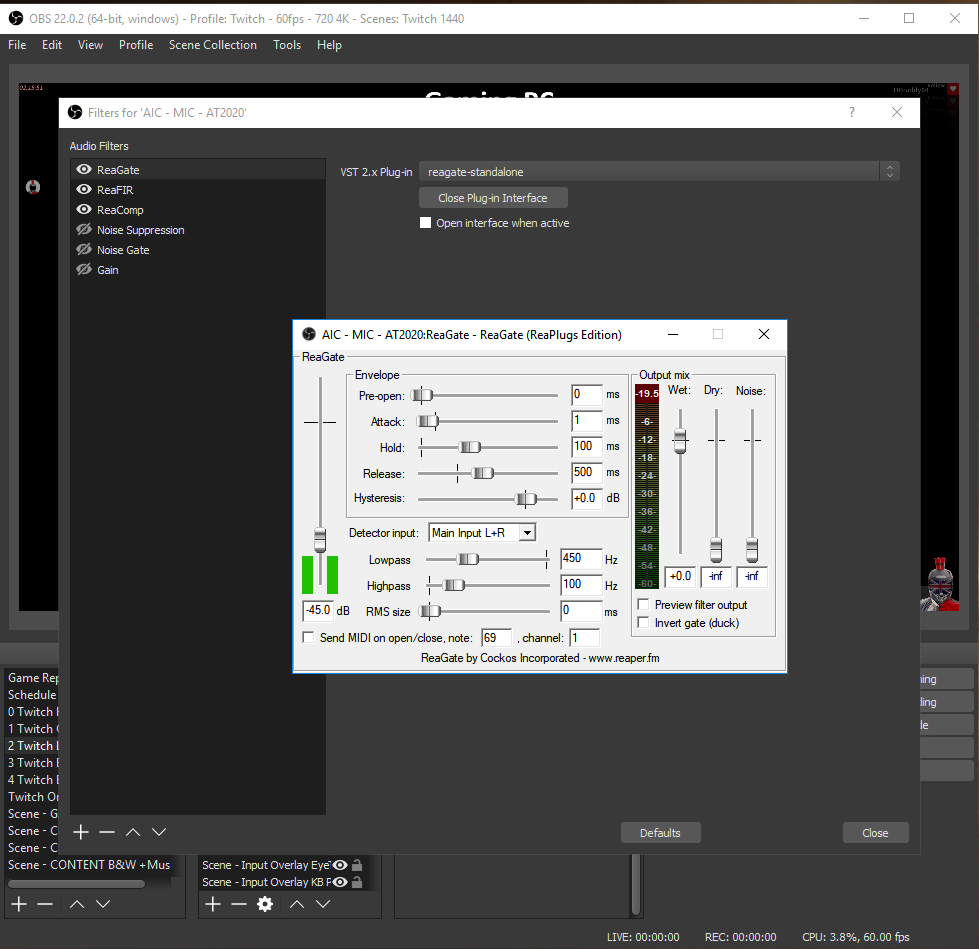 OBS 22.0.2 (64-bit, windows) - Profile: Twitch - 60fps - 720 4K - Scenes: Twitch 1440
File Edit View Profile Scene Collection Tools Help
02:15:51
Filters for 'AIC - MIC - AT2020'
?
Audio Filters
ReaGate
ReaFIR
ReaComp
Noise Suppression
Noise Gate
Gain
VST 2.x Plug-in reagate-standalone
Close Plug-in Interface
Open interface when active
AIC - MIC - AT2020:ReaGate - ReaGate (ReaPlugs Edition)
ReaGate
Envelope
Pre-open: 0 ms
Attack: 1 ms
Hold: 100 ms
Release: 500 ms
Hysteresis: +0.0 dB
Detector input: Main Input L+R
Lowpass 450 Hz
Highpass 100 Hz
-45.0 dB RMS size 0 ms
Send MIDI on open/close, note: 69 , channel: 1
Output mix
Wet: Dry: Noise:
-19.5
-6-
-12-
-18-
-24-
-30-
-36-
-42-
-48-
-54-
-60-
+0.0 -inf -inf
Preview filter output
Invert gate (duck)
ReaGate by Cockos Incorporated - www.reaper.fm
Defaults
Close
Game Rep
Schedule
0 Twitch
1 Twitch
2 Twitch
3 Twitch
4 Twitch
Twitch
Scene -
Scene -
Scene -
Scene - CONTENT B&W +Mus
Scene - Input Overlay Eye
Scene - Input Overlay KB
LIVE: 00:00:00 REC: 00:00:00 CPU: 3.8%, 60.00 fps